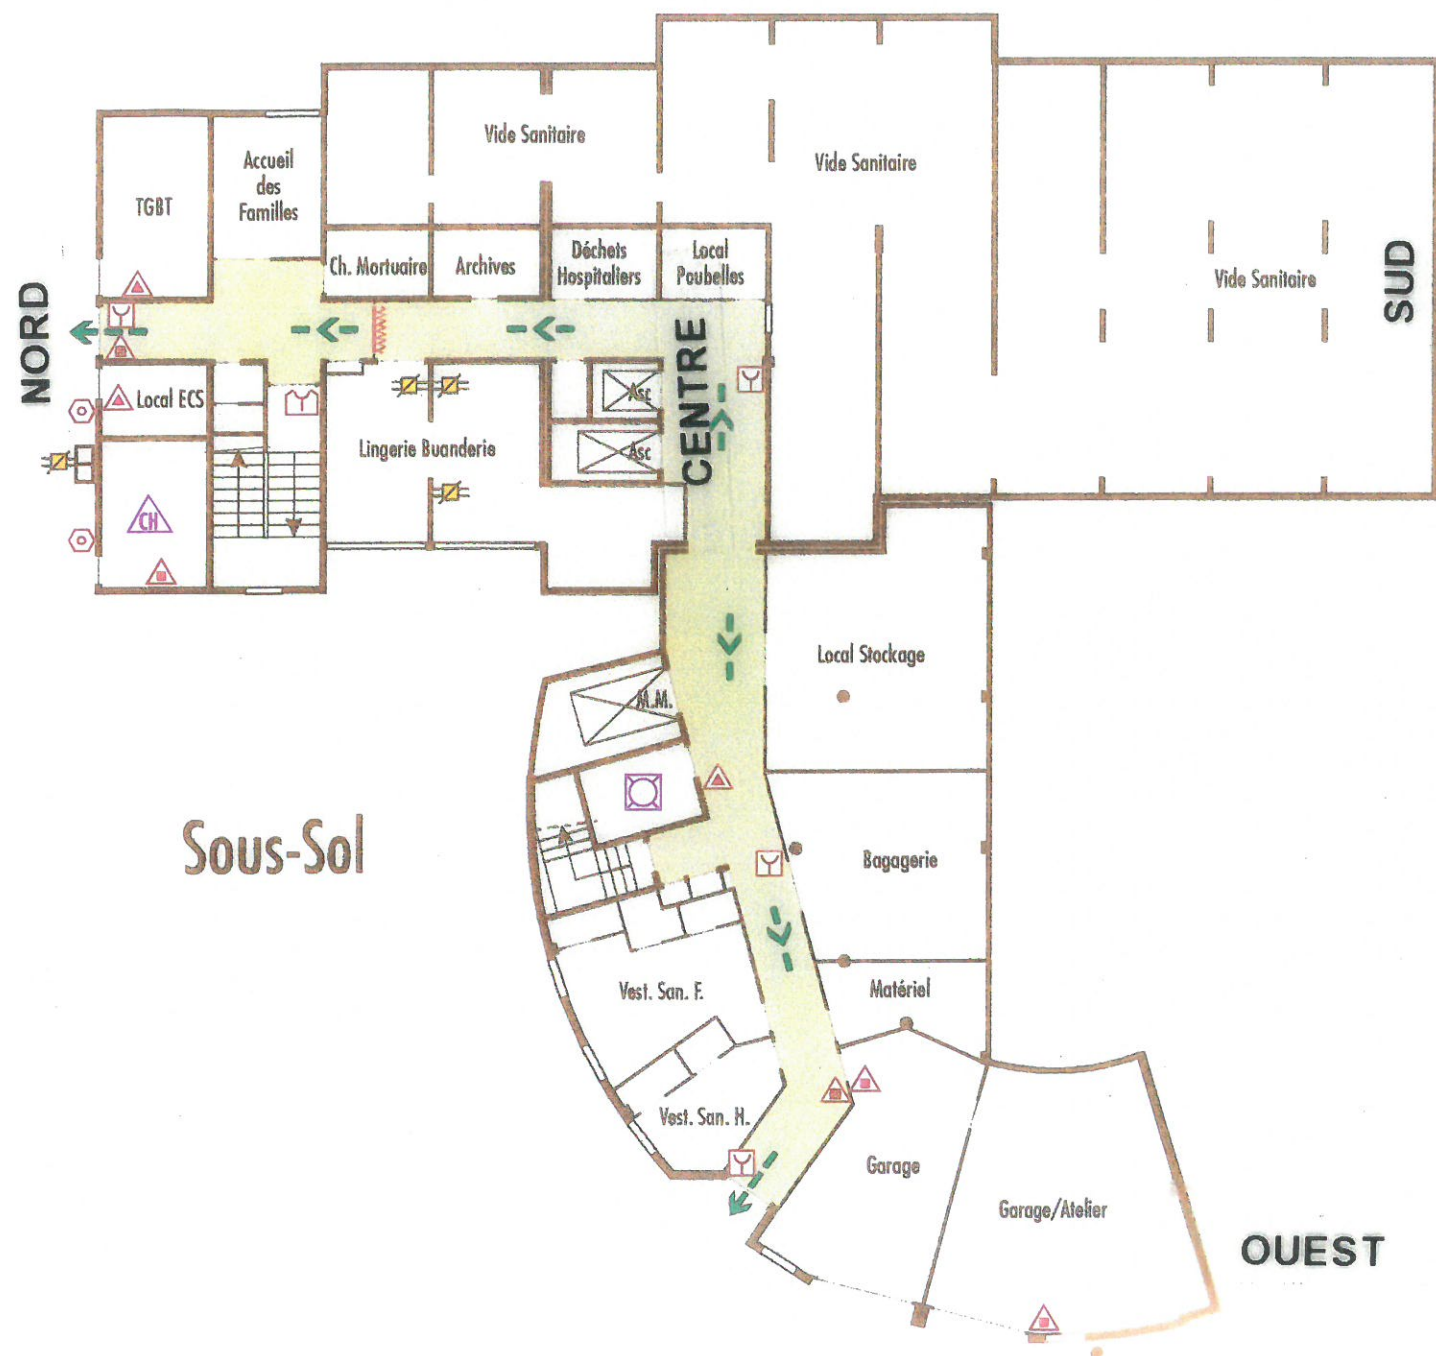 Vide Sanitaire
Vide Sanitaire
Accueil
des
Familles
TGBT
Ch. Mortuaire
Archives
Déchets
Hospitaliers
Local
Poubelles
Vide Sanitaire
SUD
NORD
CENTRE
Local ECS
Asc
Asc
Lingerie Buanderie
CH
Local Stockage
M.M.
Sous-Sol
Bagagerie
Vest. San. F.
Matériel
Vest. San. H.
Garage
Garage/Atelier
OUEST